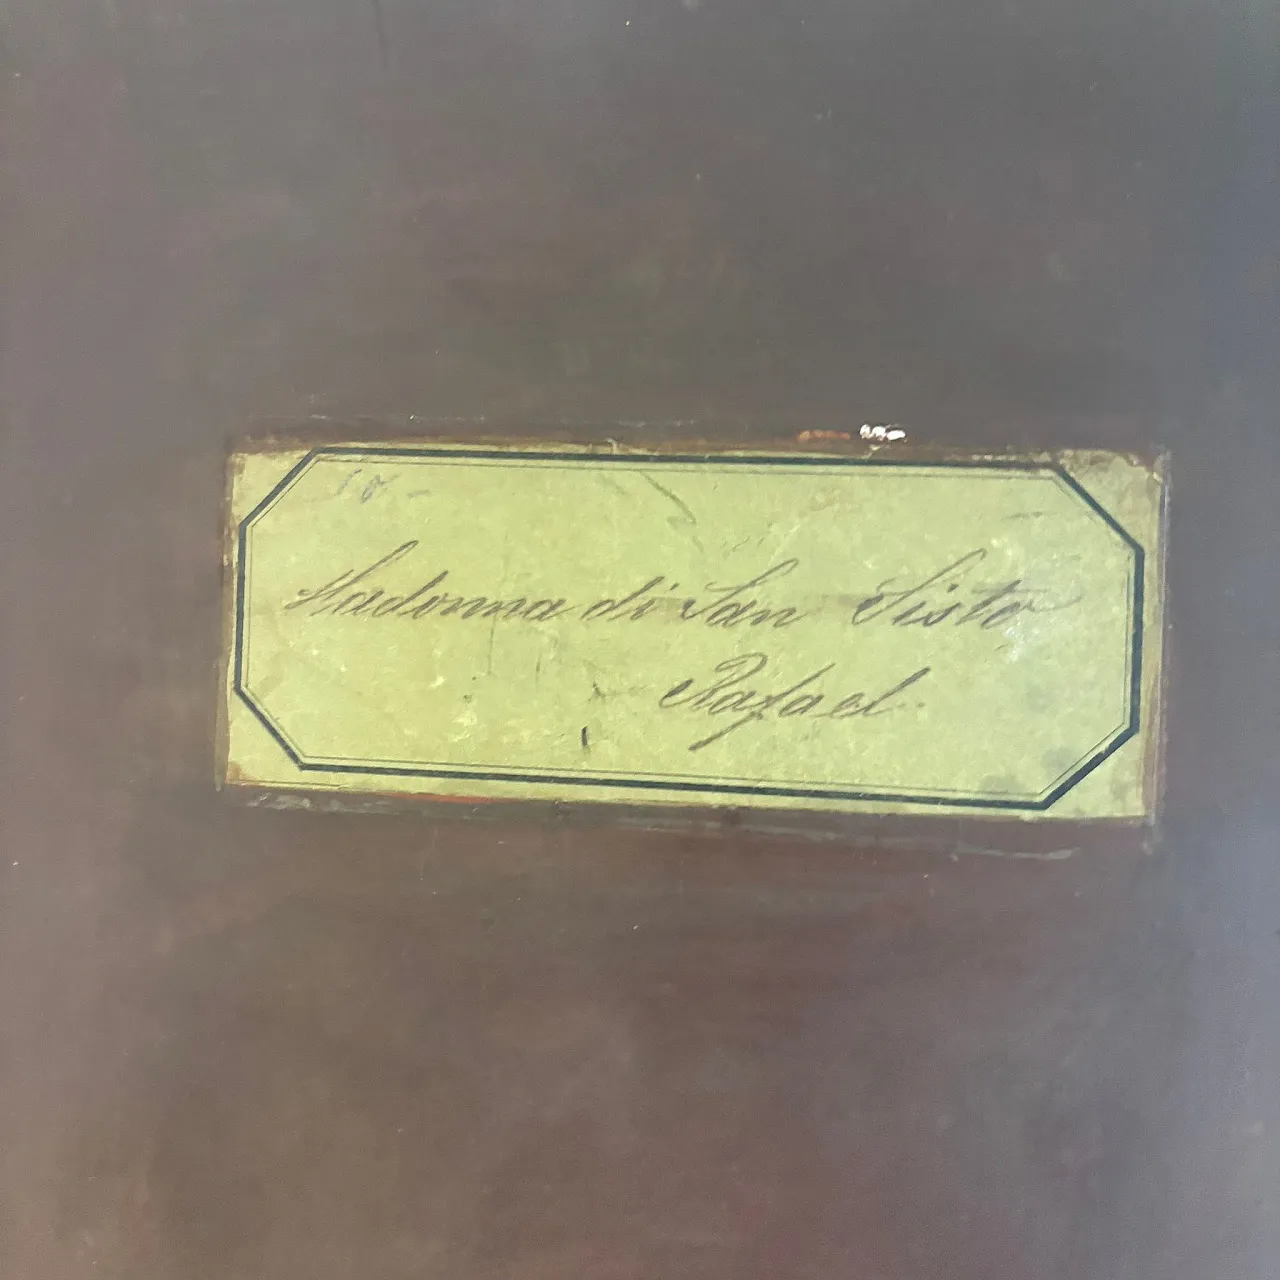 Madonna di San Sisto
Rafael.